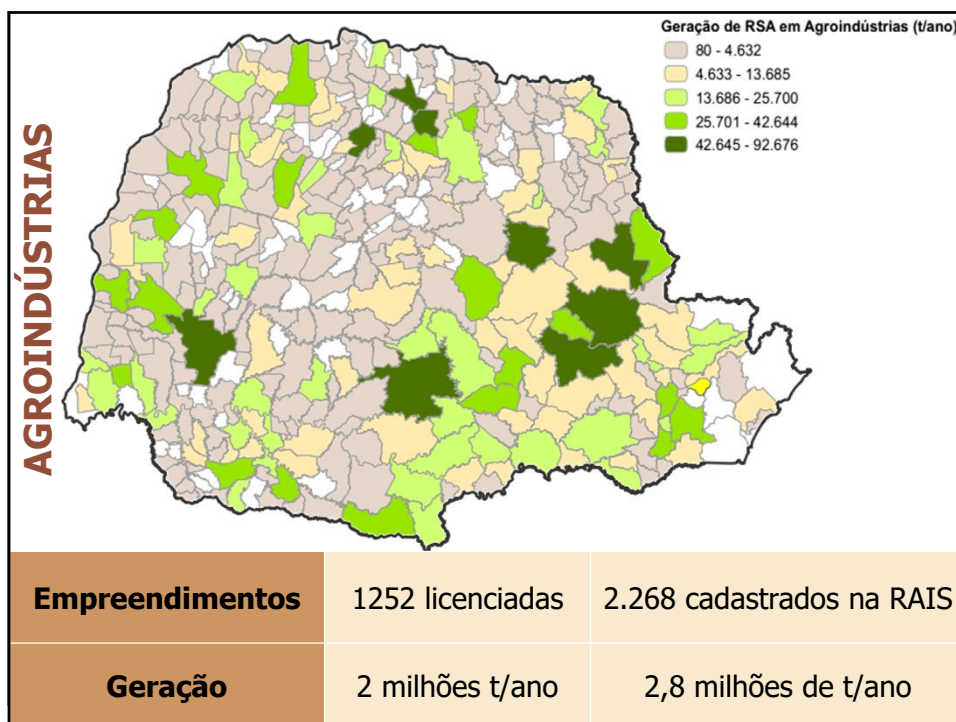 AGROINDÚSTRIAS
Geração de RSA em Agroindústrias (t/ano)
80 - 4.632
4.633 - 13.685
13.686 - 25.700
25.701 - 42.644
42.645 - 92.676
Empreendimentos 1252 licenciadas 2.268 cadastrados na RAIS
Geração 2 milhões t/ano 2,8 milhões de t/ano